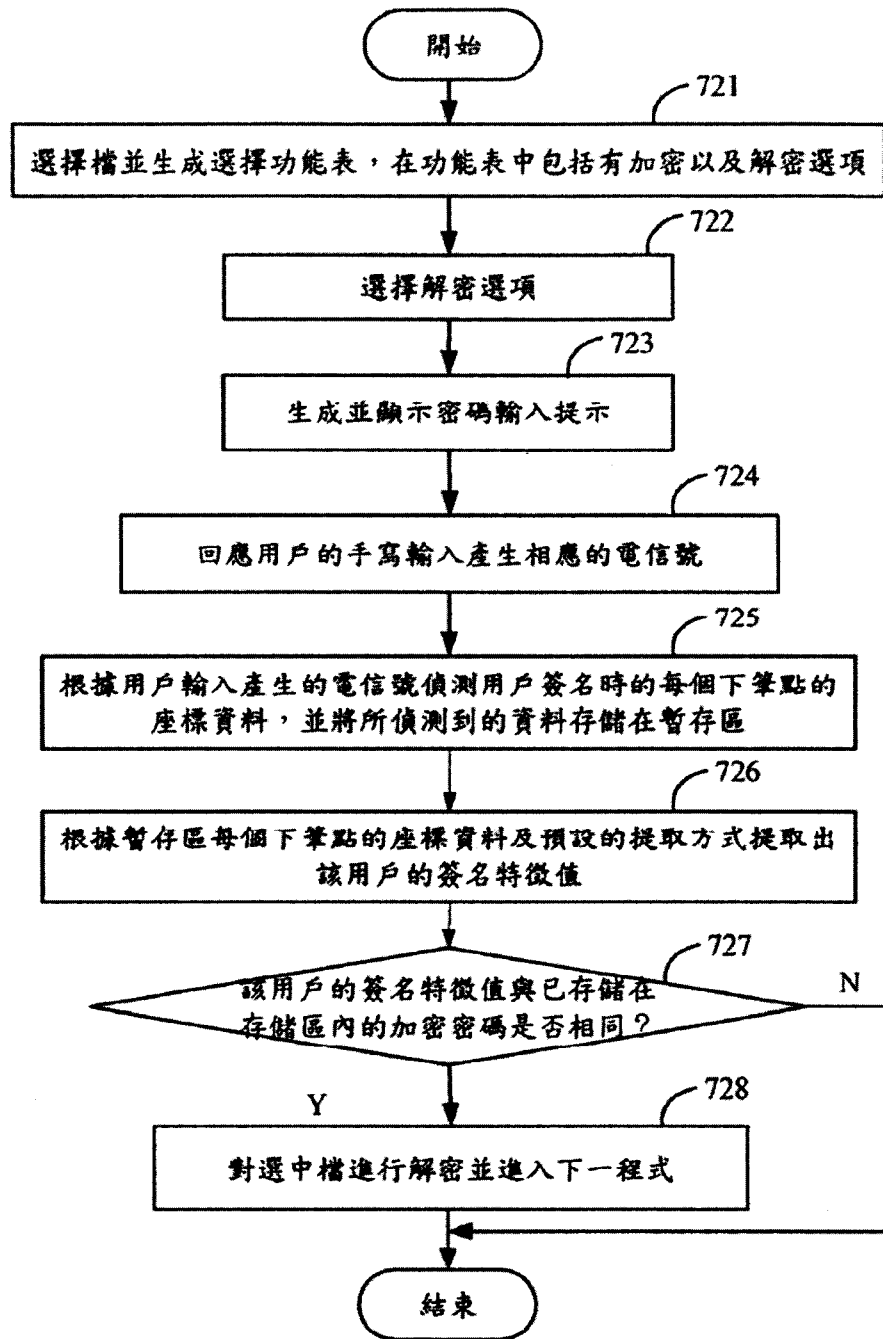 開始
721
選擇檔並生成選擇功能表，在功能表中包括有加密以及解密選項
722
選擇解密選項
723
生成並顯示密碼輸入提示
724
回應用戶的手寫輸入產生相應的電信號
725
根據用戶輸入產生的電信號偵測用戶簽名時的每個下筆點的
座標資料，並將所偵測到的資料存儲在暫存區
726
根據暫存區每個下筆點的座標資料及預設的提取方式提取出
該用戶的簽名特徵值
727
該用戶的簽名特徵值與已存儲在
存儲區內的加密密碼是否相同？
N
Y
728
對選中檔進行解密並進入下一程式
結束